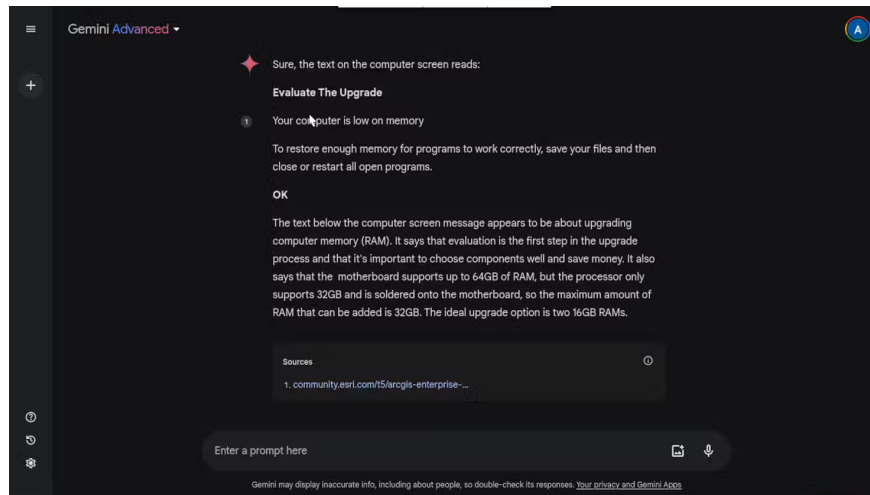 Gemini Advanced
A
Sure, the text on the computer screen reads:
Evaluate The Upgrade
1
Your computer is low on memory
To restore enough memory for programs to work correctly, save your files and then
close or restart all open programs.
OK
The text below the computer screen message appears to be about upgrading
computer memory (RAM). It says that evaluation is the first step in the upgrade
process and that it's important to choose components well and save money. It also
says that the motherboard supports up to 64GB of RAM, but the processor only
supports 32GB and is soldered onto the motherboard, so the maximum amount of
RAM that can be added is 32GB. The ideal upgrade option is two 16GB RAMs.
Sources
1. community.esri.com/t5/arcgis-enterprise-...
Enter a prompt here
Gemini may display inaccurate info, including about people, so double-check its responses. Your privacy and Gemini Apps